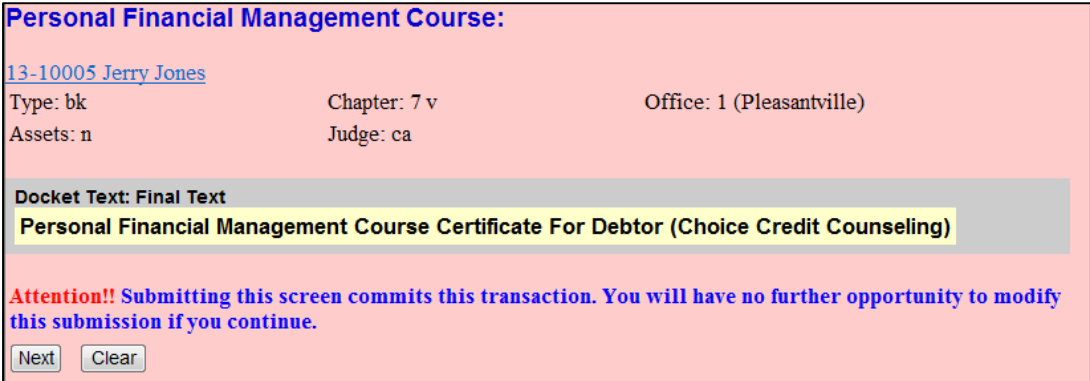 Personal Financial Management Course:
13-10005 Jerry Jones
Type: bk Chapter: 7 v Office: 1 (Pleasantville)
Assets: n Judge: ca
Docket Text: Final Text
Personal Financial Management Course Certificate For Debtor (Choice Credit Counseling)
Attention!! Submitting this screen commits this transaction. You will have no further opportunity to modify
this submission if you continue.
Next Clear